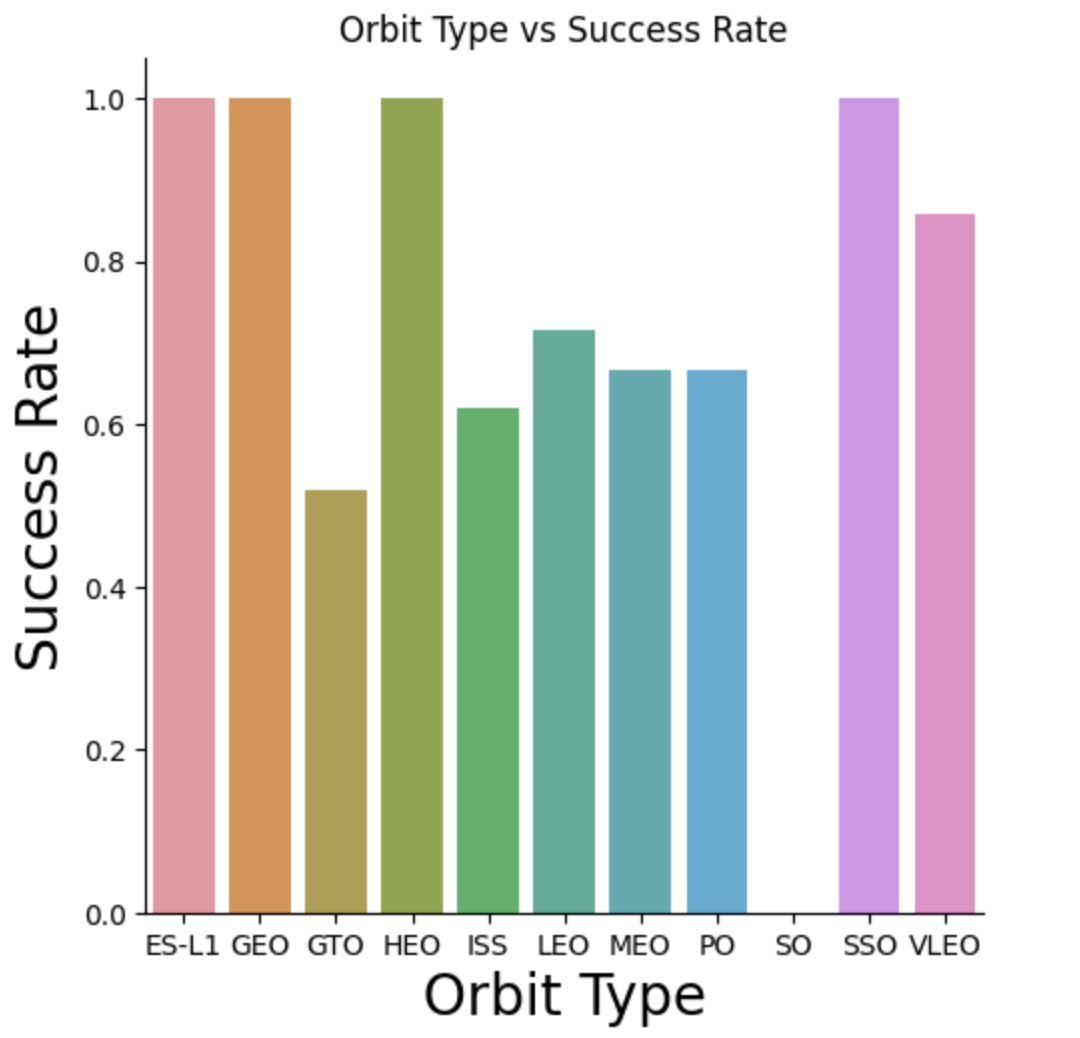 Orbit Type vs Success Rate
Success Rate
1.0
0.8
0.6
0.4
0.2
0.0
ES-L1 GEO GTO HEO ISS LEO MEO PO SO SSO VLEO
Orbit Type